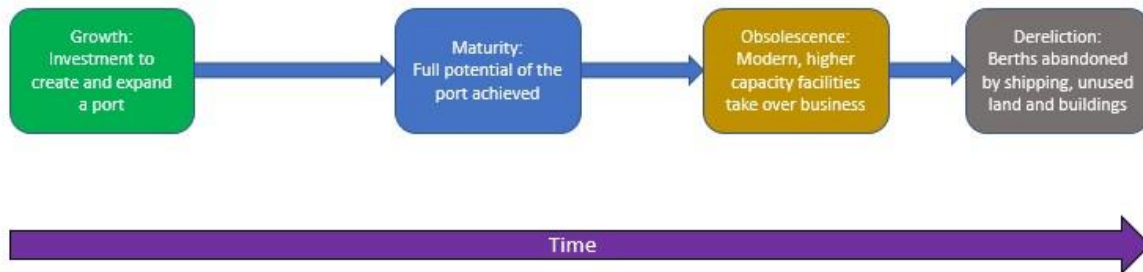 Growth:
Investment to
create and expand
a port
Maturity:
Full potential of the
port achieved
Obsolescence:
Modern, higher
capacity facilities
take over business
Dereliction:
Berths abandoned
by shipping, unused
land and buildings
Time